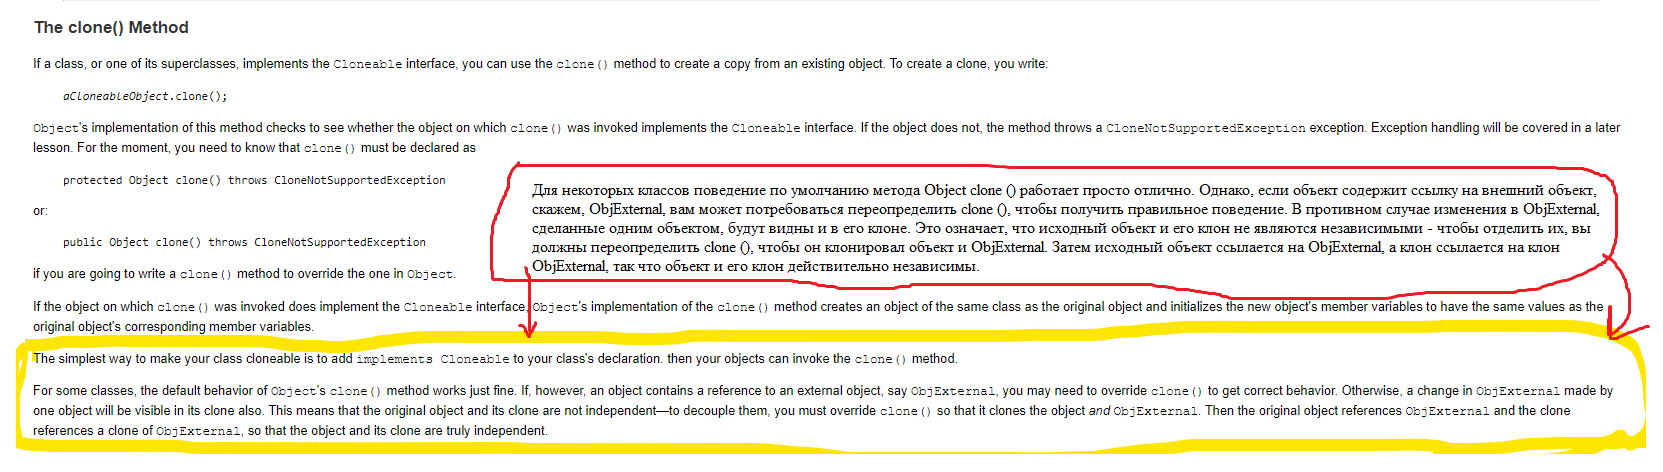 The clone() Method
If a class, or one of its superclasses, implements the Cloneable interface, you can use the clone() method to create a copy from an existing object. To create a clone, you write:
aCloneableObject.clone();
Object's implementation of this method checks to see whether the object on which clone() was invoked implements the Cloneable interface. If the object does not, the method throws a CloneNotSupportedException exception. Exception handling will be covered in a later
lesson. For the moment, you need to know that clone() must be declared as
protected Object clone() throws CloneNotSupportedException
or:
public Object clone() throws CloneNotSupportedException
if you are going to write a clone() method to override the one in Object.
Для некоторых классов поведение по умолчанию метода Object clone () работает просто отлично. Однако, если объект содержит ссылку на внешний объект,
скажем, ObjExternal, вам может потребоваться переопределить clone (), чтобы получить правильное поведение. В противном случае изменения в ObjExternal,
сделанные одним объектом, будут видны и в его клоне. Это означает, что исходный объект и его клон не являются независимыми - чтобы отделить их, вы
должны переопределить clone (), чтобы он клонировал объект и ObjExternal. Затем исходный объект ссылается на ObjExternal, а клон ссылается на клон
ObjExternal, так что объект и его клон действительно независимы.
If the object on which clone() was invoked does implement the Cloneable interface, Object's implementation of the clone() method creates an object of the same class as the original object and initializes the new object's member variables to have the same values as the
original object's corresponding member variables.
The simplest way to make your class cloneable is to add implements Cloneable to your class's declaration. then your objects can invoke the clone() method.
For some classes, the default behavior of Object's clone() method works just fine. If, however, an object contains a reference to an external object, say ObjExternal, you may need to override clone() to get correct behavior. Otherwise, a change in ObjExternal made by
one object will be visible in its clone also. This means that the original object and its clone are not independent—to decouple them, you must override clone() so that it clones the object and ObjExternal. Then the original object references ObjExternal and the clone
references a clone of ObjExternal, so that the object and its clone are truly independent.